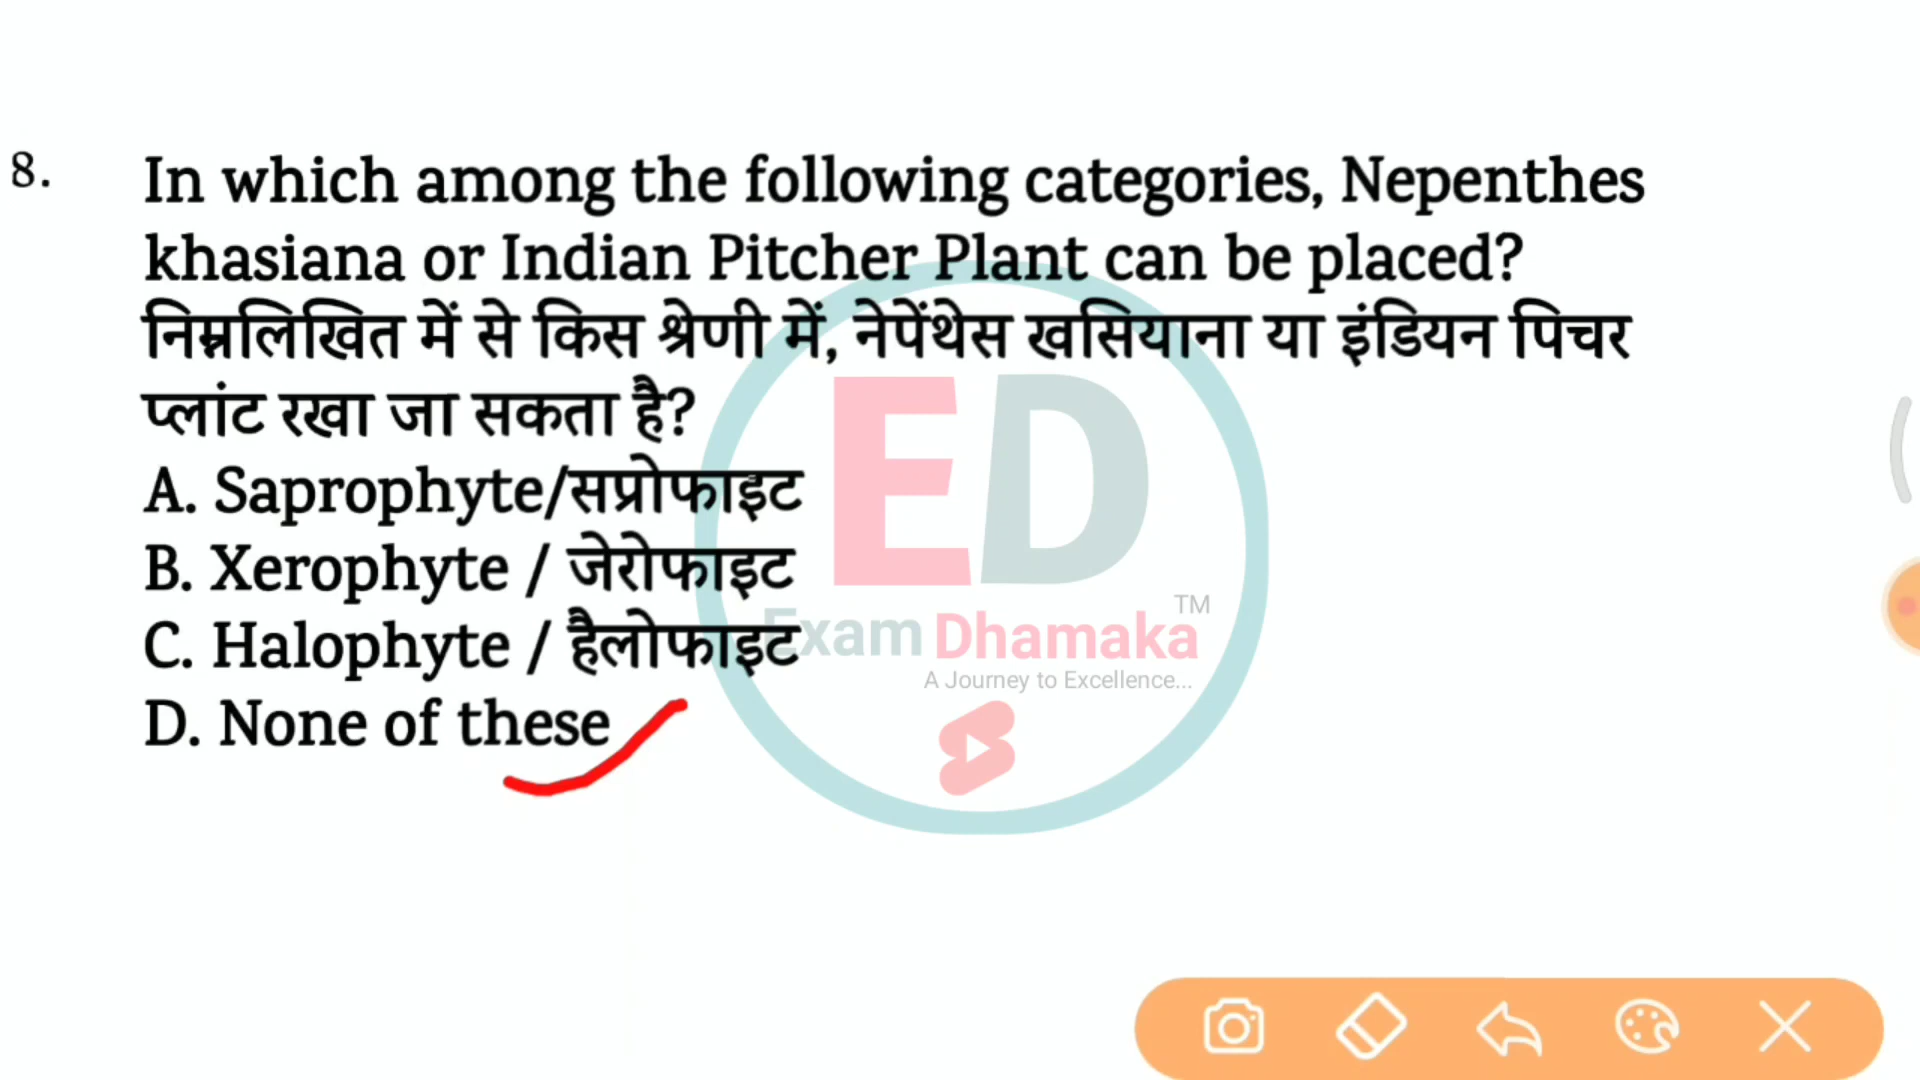 8. In which among the following categories, Nepenthes
khasiana or Indian Pitcher Plant can be placed?
निम्नलिखित में से किस श्रेणी में, नेपेंथेस खसियाना या इंडियन पिचर
प्लांट रखा जा सकता है?
A. Saprophyte/सप्रोफाइट
B. Xerophyte / जेरोफाइट
C. Halophyte / हैलोफाइट
D. None of these
ED
Exam Dhamaka TM
A Journey to Excellence...